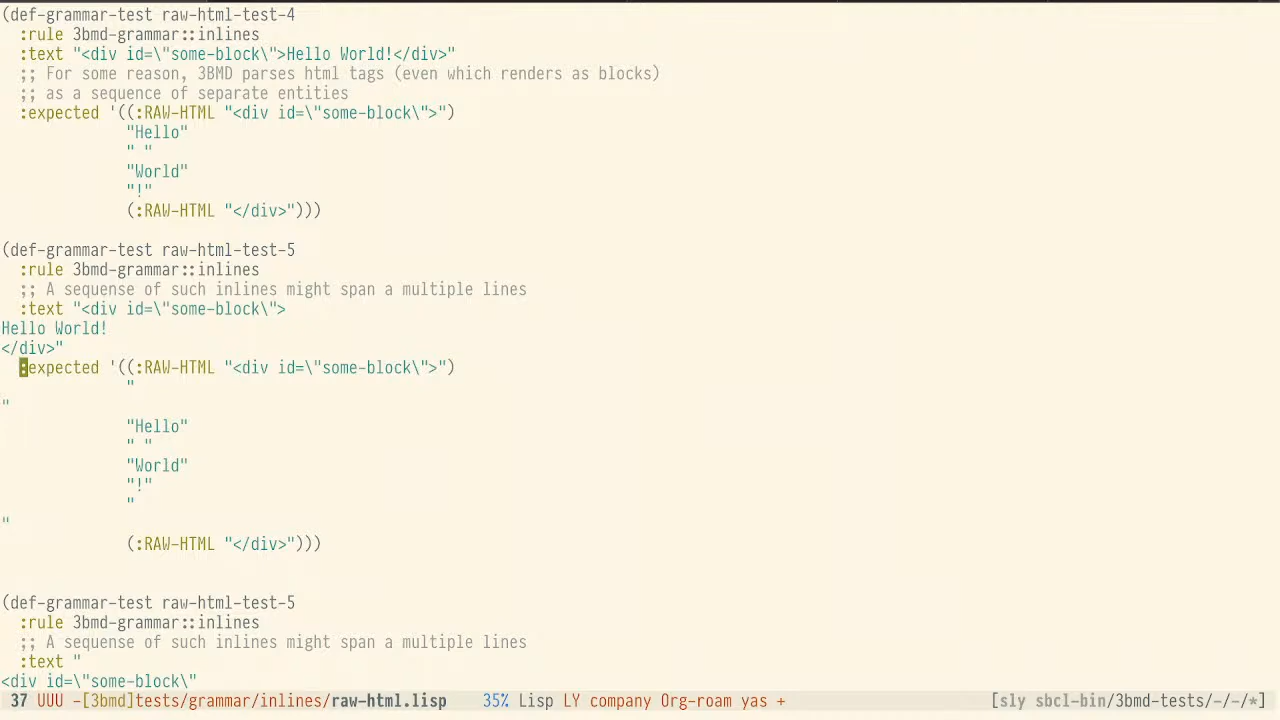 (def-grammar-test raw-html-test-4
  :rule 3bmd-grammar::inlines
  :text "<div id=\"some-block\">Hello World!</div>"
  ;; For some reason, 3BMD parses html tags (even which renders as blocks)
  ;; as a sequence of separate entities
  :expected '((:RAW-HTML "<div id=\"some-block\">")
              "Hello"
              " "
              "World"
              "!"
              (:RAW-HTML "</div>")))

(def-grammar-test raw-html-test-5
  :rule 3bmd-grammar::inlines
  ;; A sequense of such inlines might span a multiple lines
  :text "<div id=\"some-block\">
Hello World!
</div>"
  :expected '((:RAW-HTML "<div id=\"some-block\">")
              "
"
              "Hello"
              " "
              "World"
              "!"
              "
"
              (:RAW-HTML "</div>")))


(def-grammar-test raw-html-test-5
  :rule 3bmd-grammar::inlines
  ;; A sequense of such inlines might span a multiple lines
  :text "
<div id=\"some-block\"
37 UUU -[3bmd]tests/grammar/inlines/raw-html.lisp    35% Lisp LY company Org-roam yas +    [sly sbcl-bin/3bmd-tests/-/-/*]